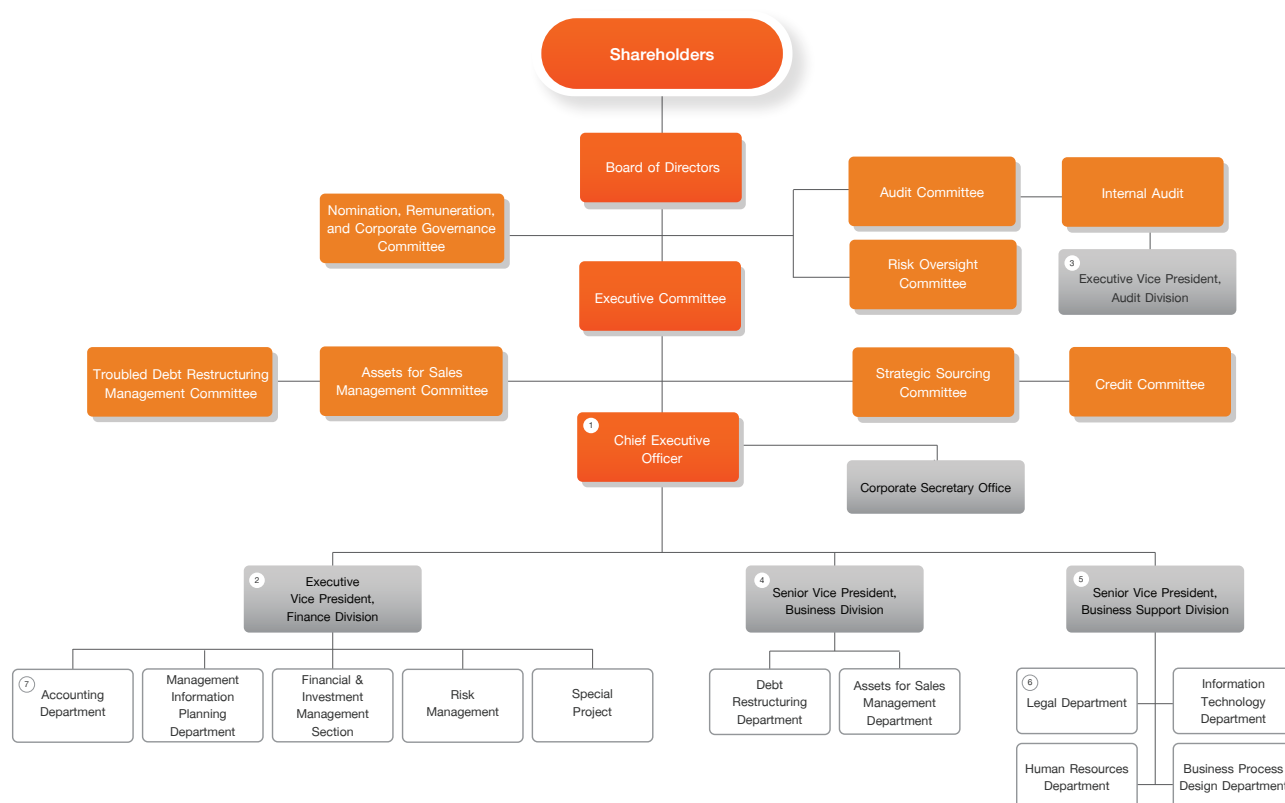 Shareholders
Board of Directors
Nomination, Remuneration,
and Corporate Governance
Committee
Audit Committee
Internal Audit
Risk Oversight
Committee
3
Executive Vice President,
Audit Division
Executive Committee
Troubled Debt Restructuring
Management Committee
Assets for Sales
Management Committee
Strategic Sourcing
Committee
Credit Committee
1
Chief Executive
Officer
Corporate Secretary Office
2
Executive
Vice President,
Finance Division
4
Senior Vice President,
Business Division
5
Senior Vice President,
Business Support Division
7
Accounting
Department
Management
Information
Planning
Department
Financial &
Investment
Management
Section
Risk
Management
Special
Project
Debt
Restructuring
Department
Assets for Sales
Management
Department
6
Legal Department
Information
Technology
Department
Human Resources
Department
Business Process
Design Department